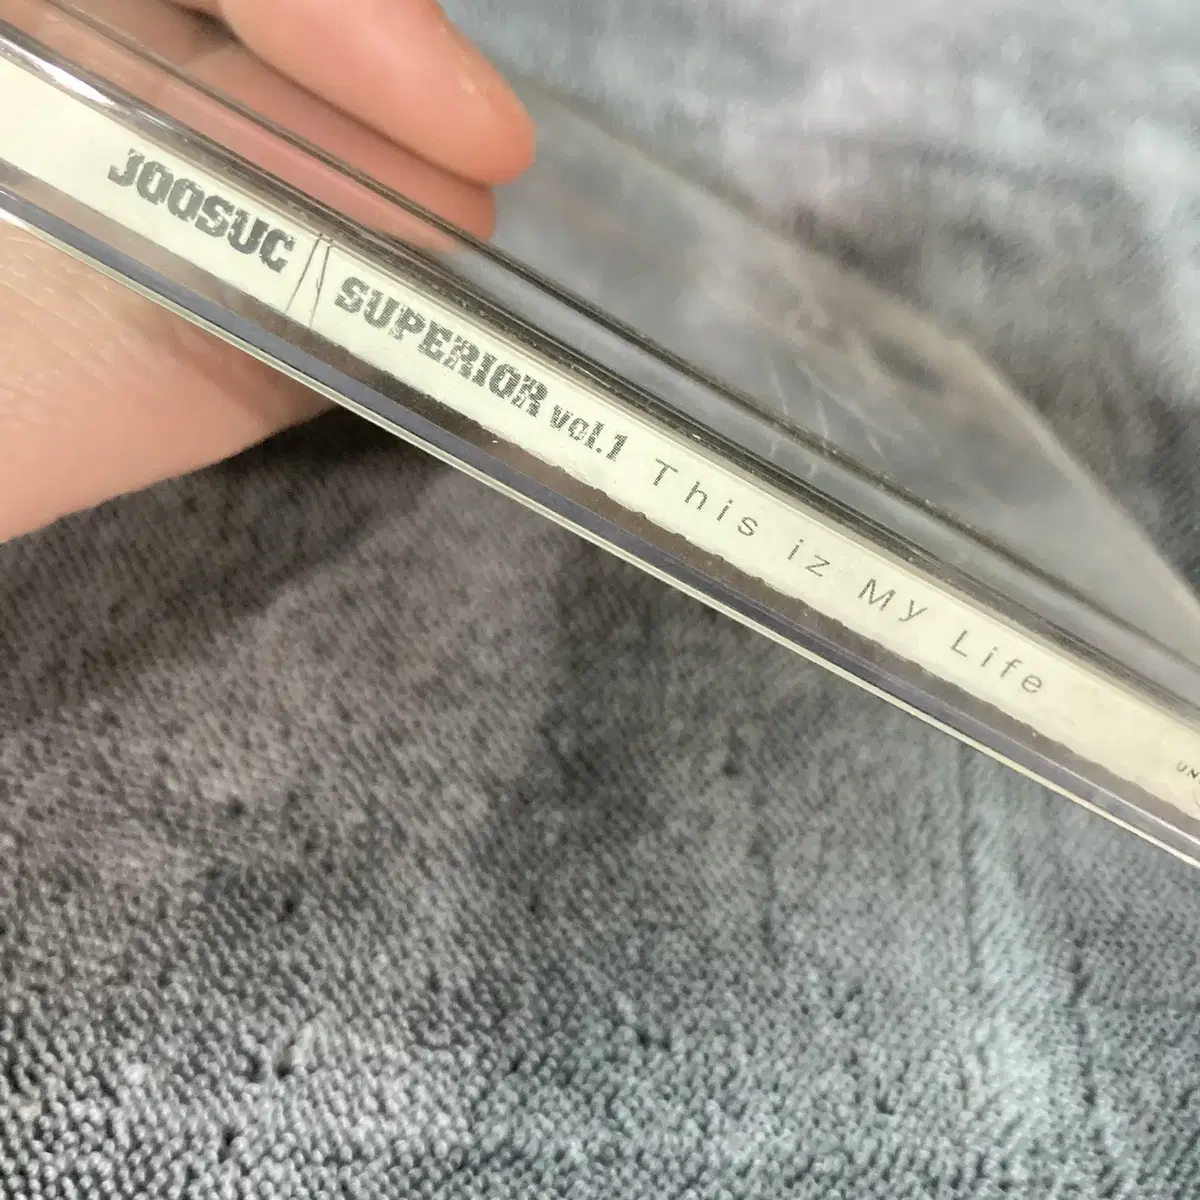 JOOSUC / SUPERIOR vol.1 This iz My Life